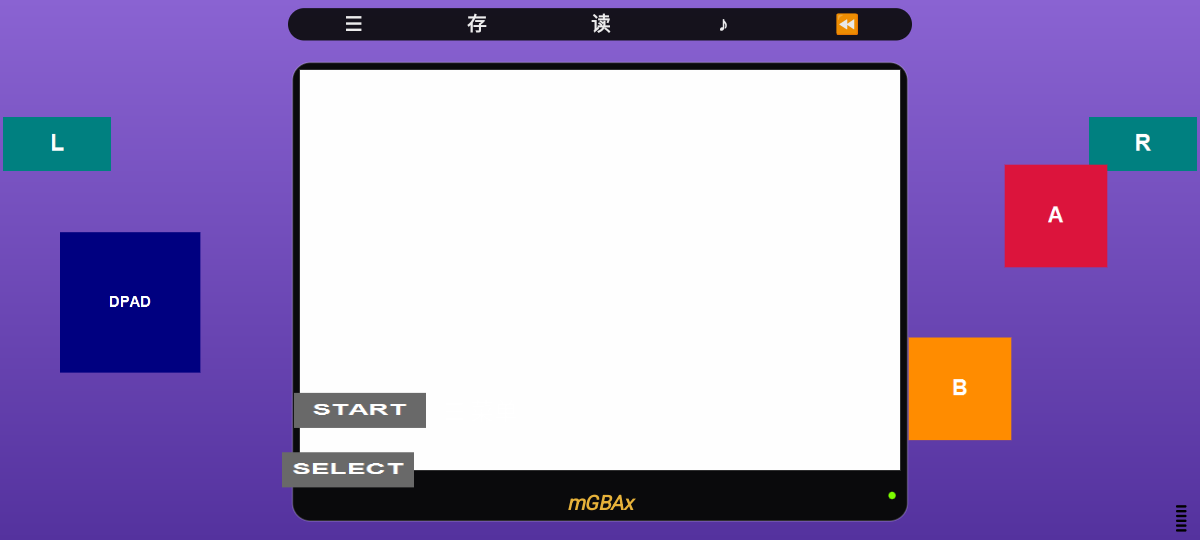 ☰ 存 读 ♪ ⏪
L
R
A
DPAD
B
START
SELECT
mGBAx